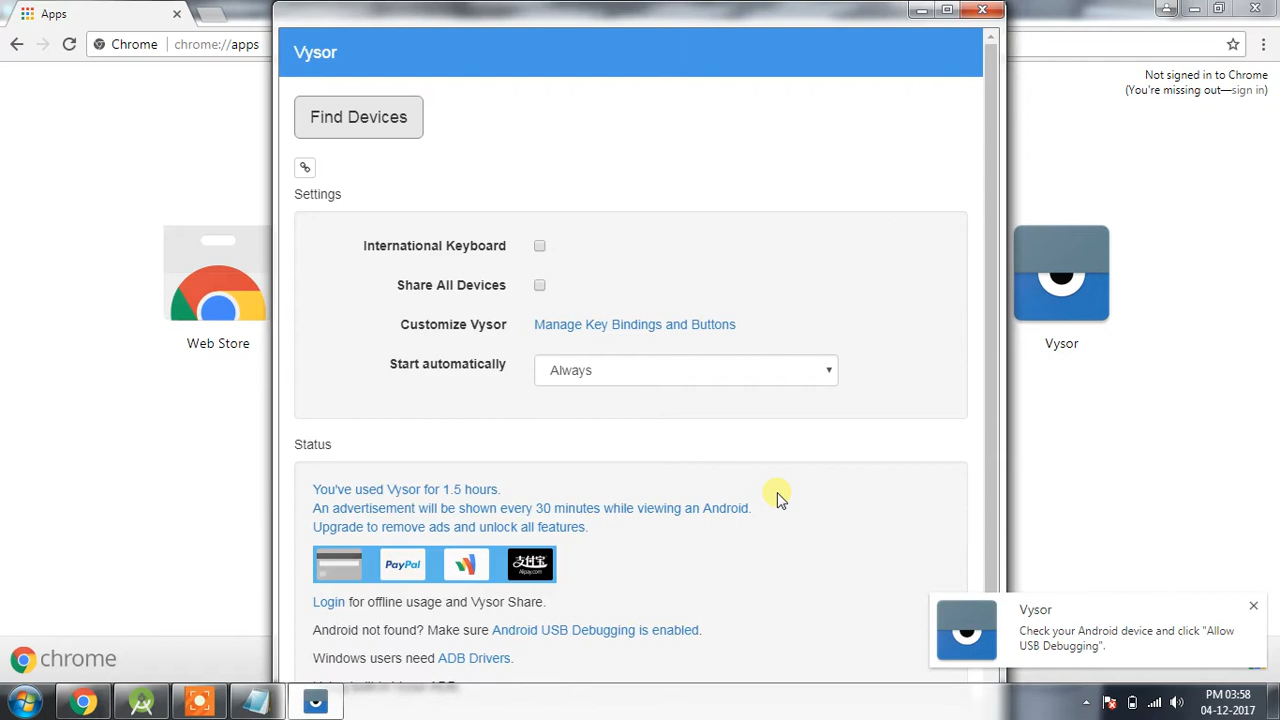 Apps
Chrome
chrome://apps
Not signed in to Chrome
(You're missing out—sign in)
Vysor
Find Devices
Settings
International Keyboard
Share All Devices
Customize Vysor
Manage Key Bindings and Buttons
Start automatically
Always
Web Store
Vysor
Status
You've used Vysor for 1.5 hours.
An advertisement will be shown every 30 minutes while viewing an Android.
Upgrade to remove ads and unlock all features.
PayPal
支付宝
Alipay.com
Login for offline usage and Vysor Share.
Android not found? Make sure Android USB Debugging is enabled.
Windows users need ADB Drivers.
Vysor
Check your Android device and click "Allow
USB Debugging".
chrome
PM 03:58
04-12-2017